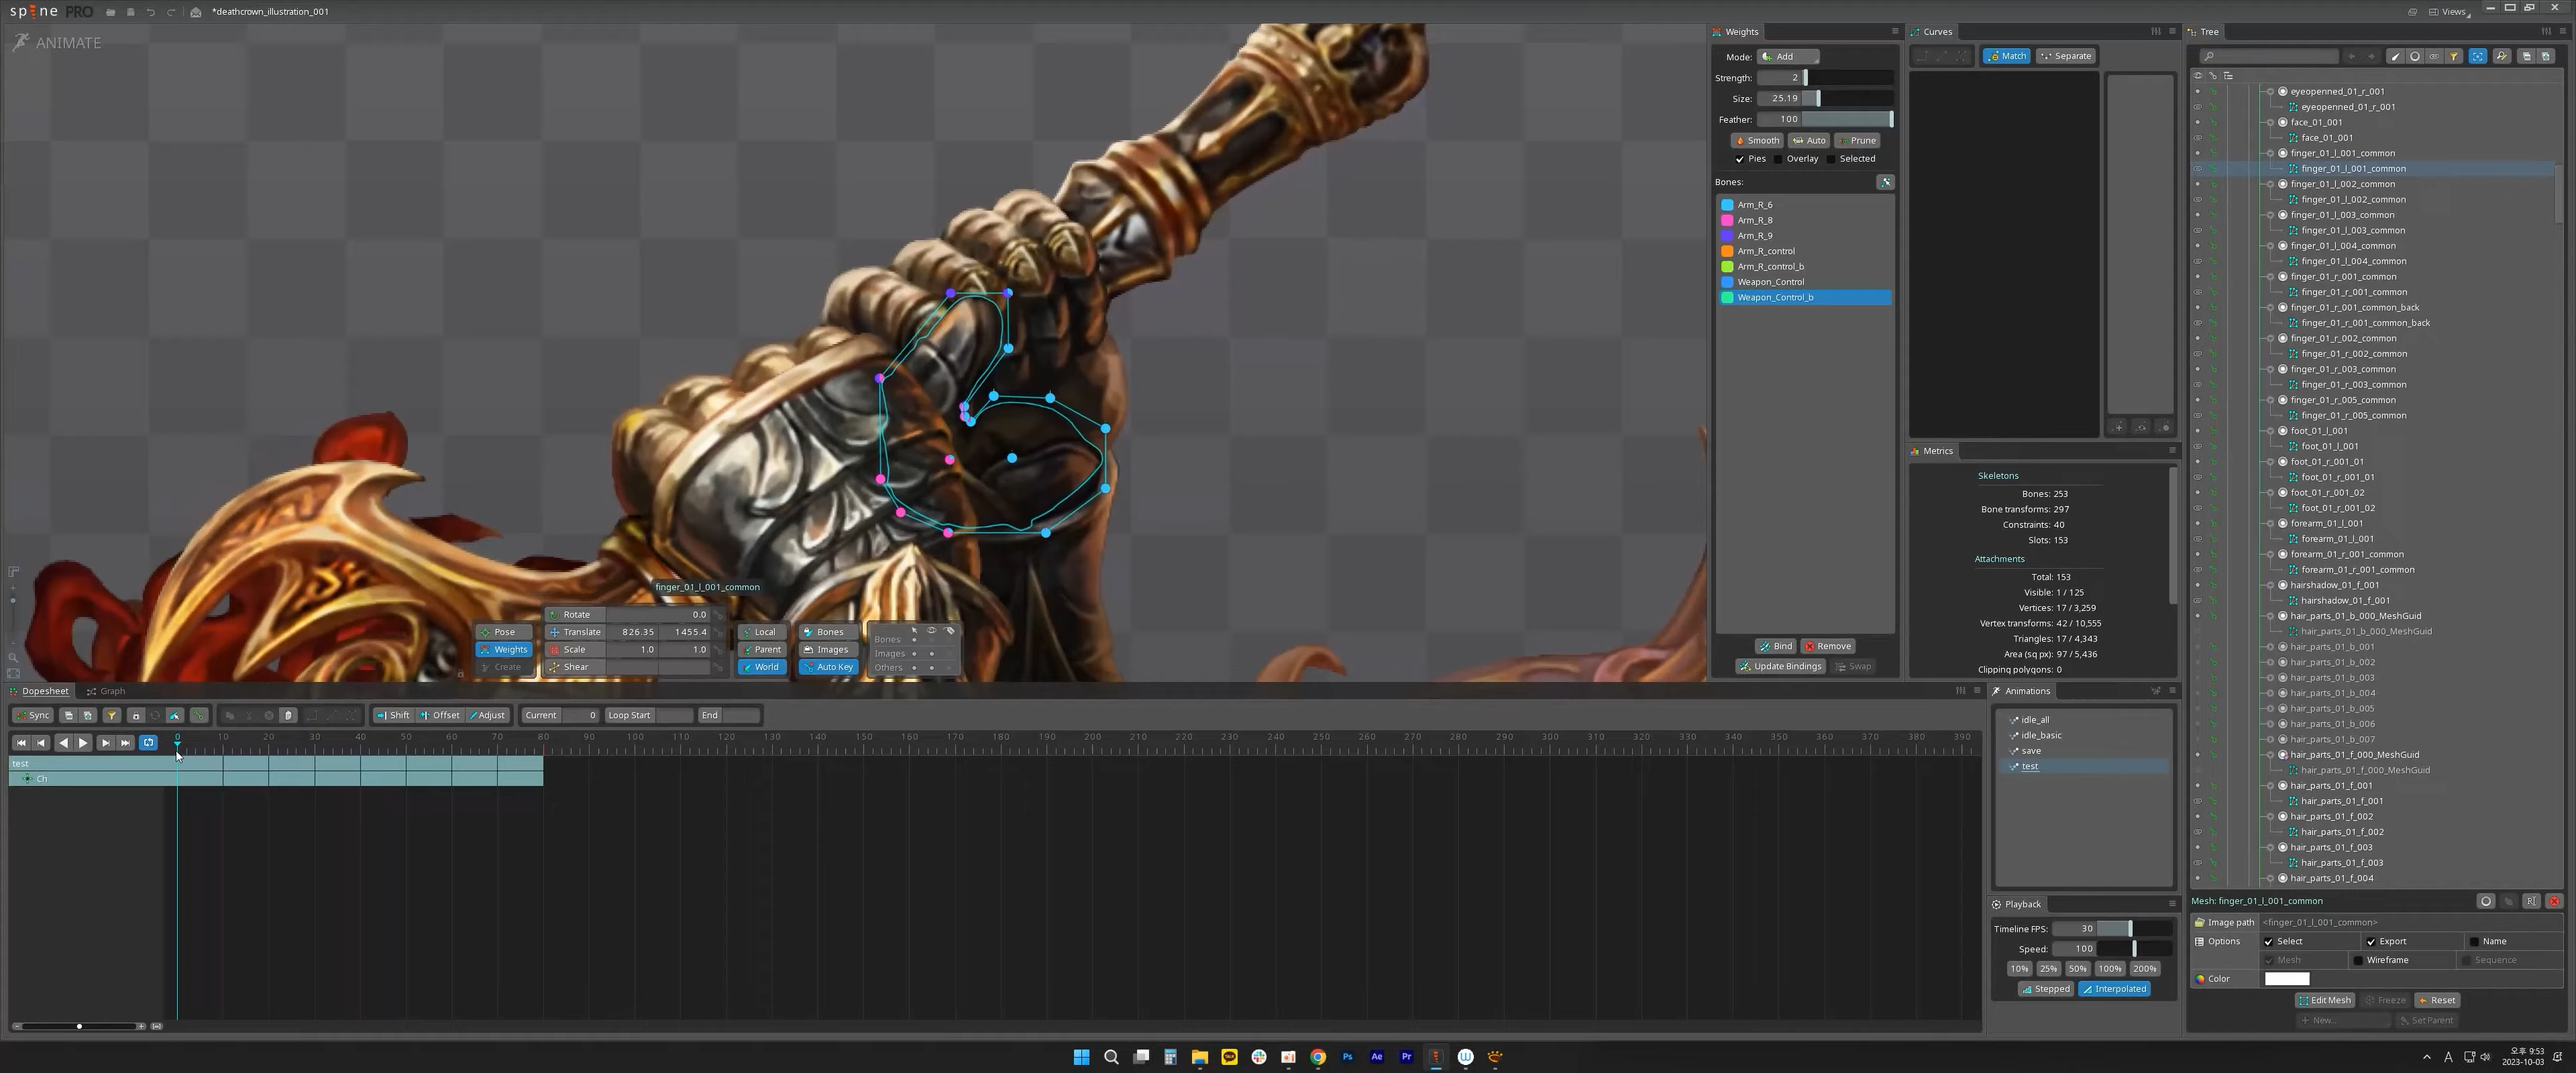 spine PRO
*deathcrown_illustration_001
Views
ANIMATE
Weights
Mode: Add
Strength: 2
Size: 25.19
Feather: 100
Smooth Auto Prune
Pies Overlay Selected
Bones:
Arm_R_6
Arm_R_8
Arm_R_9
Arm_R_control
Arm_R_control_b
Weapon_Control
Weapon_Control_b
Bind Remove
Update Bindings Swap
Curves
Match Separate
Metrics
Skeletons
Bones: 253
Bone transforms: 297
Constraints: 40
Slots: 153
Attachments
Total: 153
Visible: 1 / 125
Vertices: 17 / 3,259
Vertex transforms: 42 / 10,555
Triangles: 17 / 4,343
Area (sq px): 97 / 5,436
Clipping polygons: 0
Tree
eyeopenned_01_r_001
eyeopenned_01_r_001
face_01_001
face_01_001
finger_01_l_001_common
finger_01_l_001_common
finger_01_l_002_common
finger_01_l_002_common
finger_01_l_003_common
finger_01_l_003_common
finger_01_l_004_common
finger_01_l_004_common
finger_01_r_001_common
finger_01_r_001_common
finger_01_r_001_common_back
finger_01_r_001_common_back
finger_01_r_002_common
finger_01_r_002_common
finger_01_r_003_common
finger_01_r_003_common
finger_01_r_005_common
finger_01_r_005_common
foot_01_l_001
foot_01_l_001
foot_01_r_001_01
foot_01_r_001_01
foot_01_r_001_02
foot_01_r_001_02
forearm_01_l_001
forearm_01_l_001
forearm_01_r_001_common
forearm_01_r_001_common
hairshadow_01_f_001
hairshadow_01_f_001
hair_parts_01_b_000_MeshGuid
hair_parts_01_b_000_MeshGuid
hair_parts_01_b_001
hair_parts_01_b_002
hair_parts_01_b_003
hair_parts_01_b_004
hair_parts_01_b_005
hair_parts_01_b_006
hair_parts_01_b_007
hair_parts_01_f_000_MeshGuid
hair_parts_01_f_000_MeshGuid
hair_parts_01_f_001
hair_parts_01_f_001
hair_parts_01_f_002
hair_parts_01_f_002
hair_parts_01_f_003
hair_parts_01_f_003
hair_parts_01_f_004
Mesh: finger_01_l_001_common
Image path <finger_01_l_001_common>
Options Select Export Name
Mesh Wireframe Sequence
Color
Edit Mesh Freeze Reset
New... Set Parent
finger_01_l_001_common
Pose
Weights
Create
Rotate 0.0
Translate 826.35 1455.4
Scale 1.0 1.0
Shear
Local
Parent
World
Bones
Images
Auto Key
Bones
Images
Others
Dopesheet Graph
Sync Shift Offset Adjust Current 0 Loop Start End
0 10 20 30 40 50 60 70 80 90 100 110 120 130 140 150 160 170 180 190 200 210 220 230 240 250 260 270 280 290 300 310 320 330 340 350 360 370 380 390
test
Ch
Animations
idle_all
idle_basic
save
test
Playback
Timeline FPS: 30
Speed: 100
10% 25% 50% 100% 200%
Stepped Interpolated
Ps Ae Pr
A
오후 9:53
2023-10-03